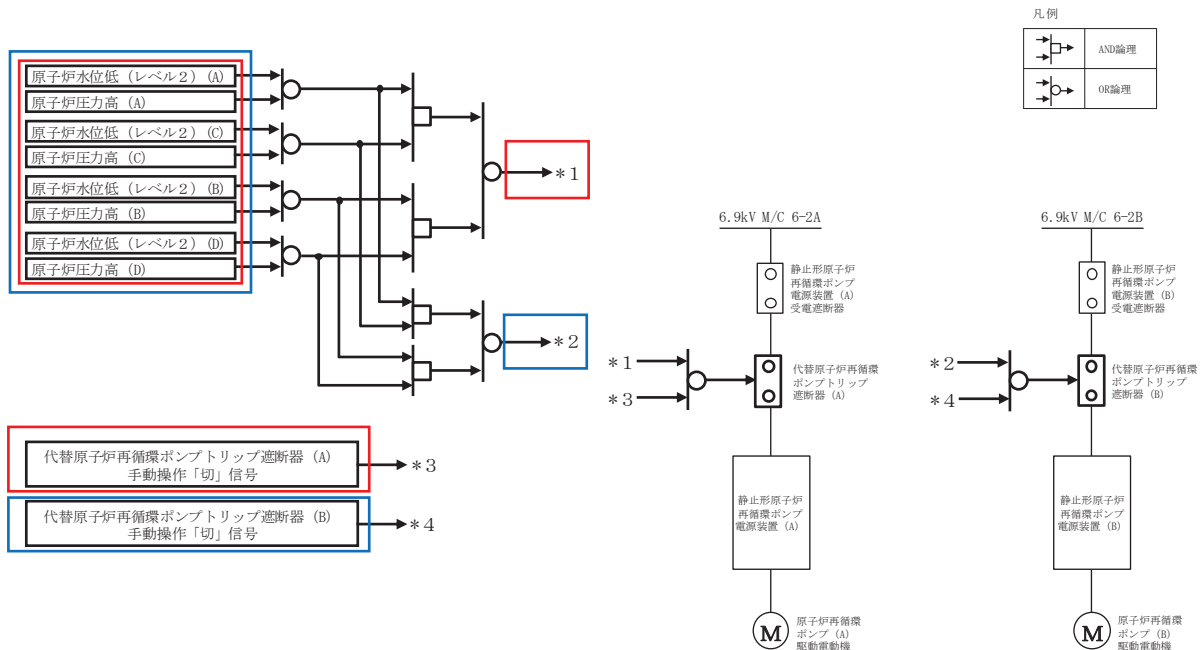 凡例
AND論理
OR論理
原子炉水位低（レベル２）(A)
原子炉圧力高 (A)
原子炉水位低（レベル２）(C)
原子炉圧力高 (C)
原子炉水位低（レベル２）(B)
原子炉圧力高 (B)
原子炉水位低（レベル２）(D)
原子炉圧力高 (D)
＊1
＊2
代替原子炉再循環ポンプトリップ遮断器 (A)
手動操作「切」信号
＊3
代替原子炉再循環ポンプトリップ遮断器 (B)
手動操作「切」信号
＊4
6.9kV M/C 6-2A
静止形原子炉
再循環ポンプ
電源装置 (A)
受電遮断器
＊1
＊3
代替原子炉再循環
ポンプトリップ
遮断器 (A)
静止形原子炉
再循環ポンプ
電源装置 (A)
M
原子炉再循環
ポンプ (A)
駆動電動機
6.9kV M/C 6-2B
静止形原子炉
再循環ポンプ
電源装置 (B)
受電遮断器
＊2
＊4
代替原子炉再循環
ポンプトリップ
遮断器 (B)
静止形原子炉
再循環ポンプ
電源装置 (B)
M
原子炉再循環
ポンプ (B)
駆動電動機